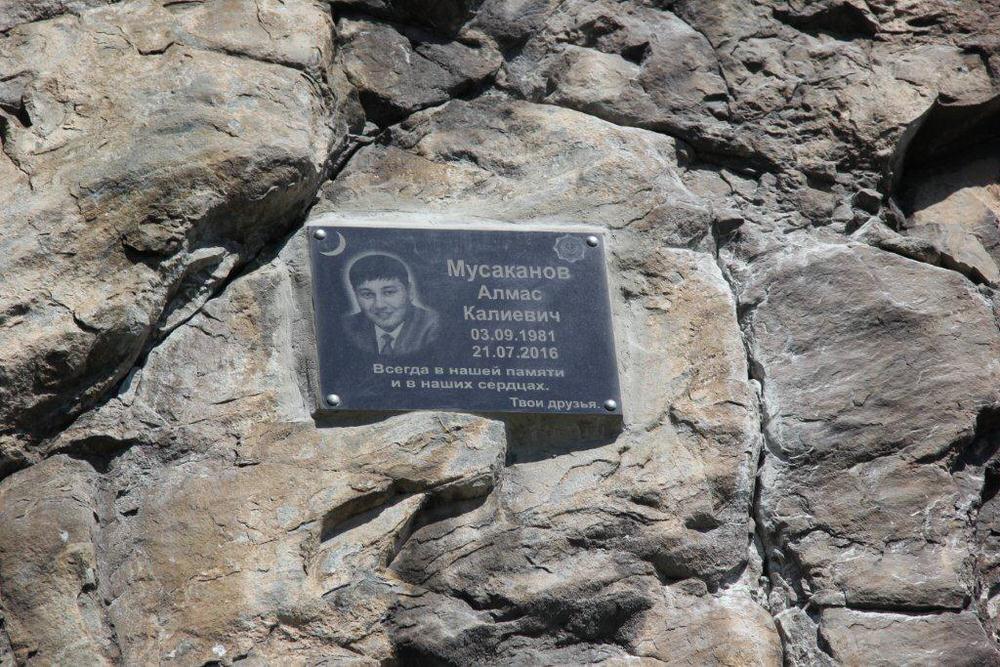 Мусаканов
Алмас
Калиевич
03.09.1981
21.07.2016
Всегда в нашей памяти
и в наших сердцах.
Твои друзья.